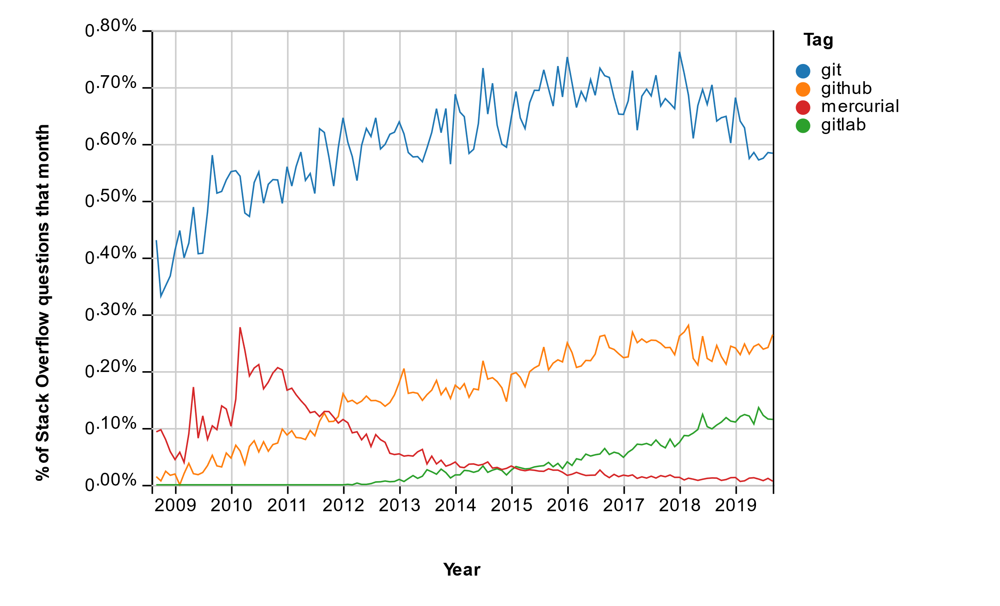 % of Stack Overflow questions that month
0.80%
0.70%
0.60%
0.50%
0.40%
0.30%
0.20%
0.10%
0.00%
2009 2010 2011 2012 2013 2014 2015 2016 2017 2018 2019
Year
Tag
git
github
mercurial
gitlab